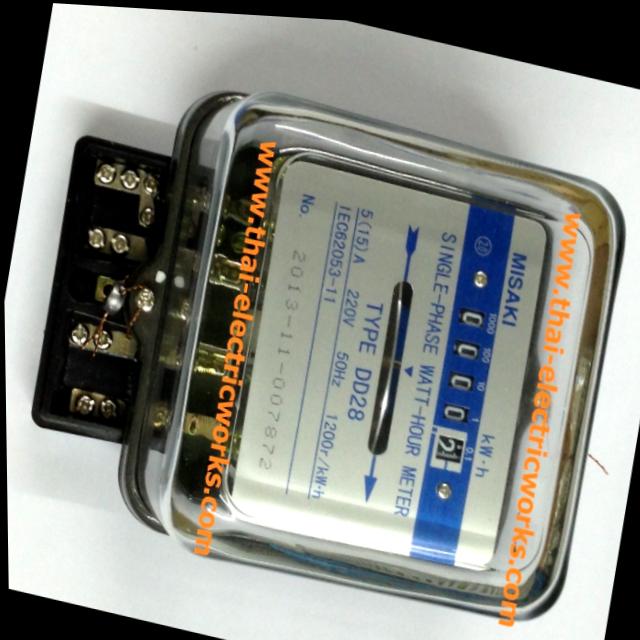 MISAKI
1000 100 10 1 0.1 kW·h
0 0 0 0 5
SINGLE-PHASE WATT-HOUR METER
TYPE DD28
5(15)A 220V 50Hz 1200r/kW·h
IEC62053-11
No. 2013-11-007872
www.thai-electricworks.com
www.thai-electricworks.com